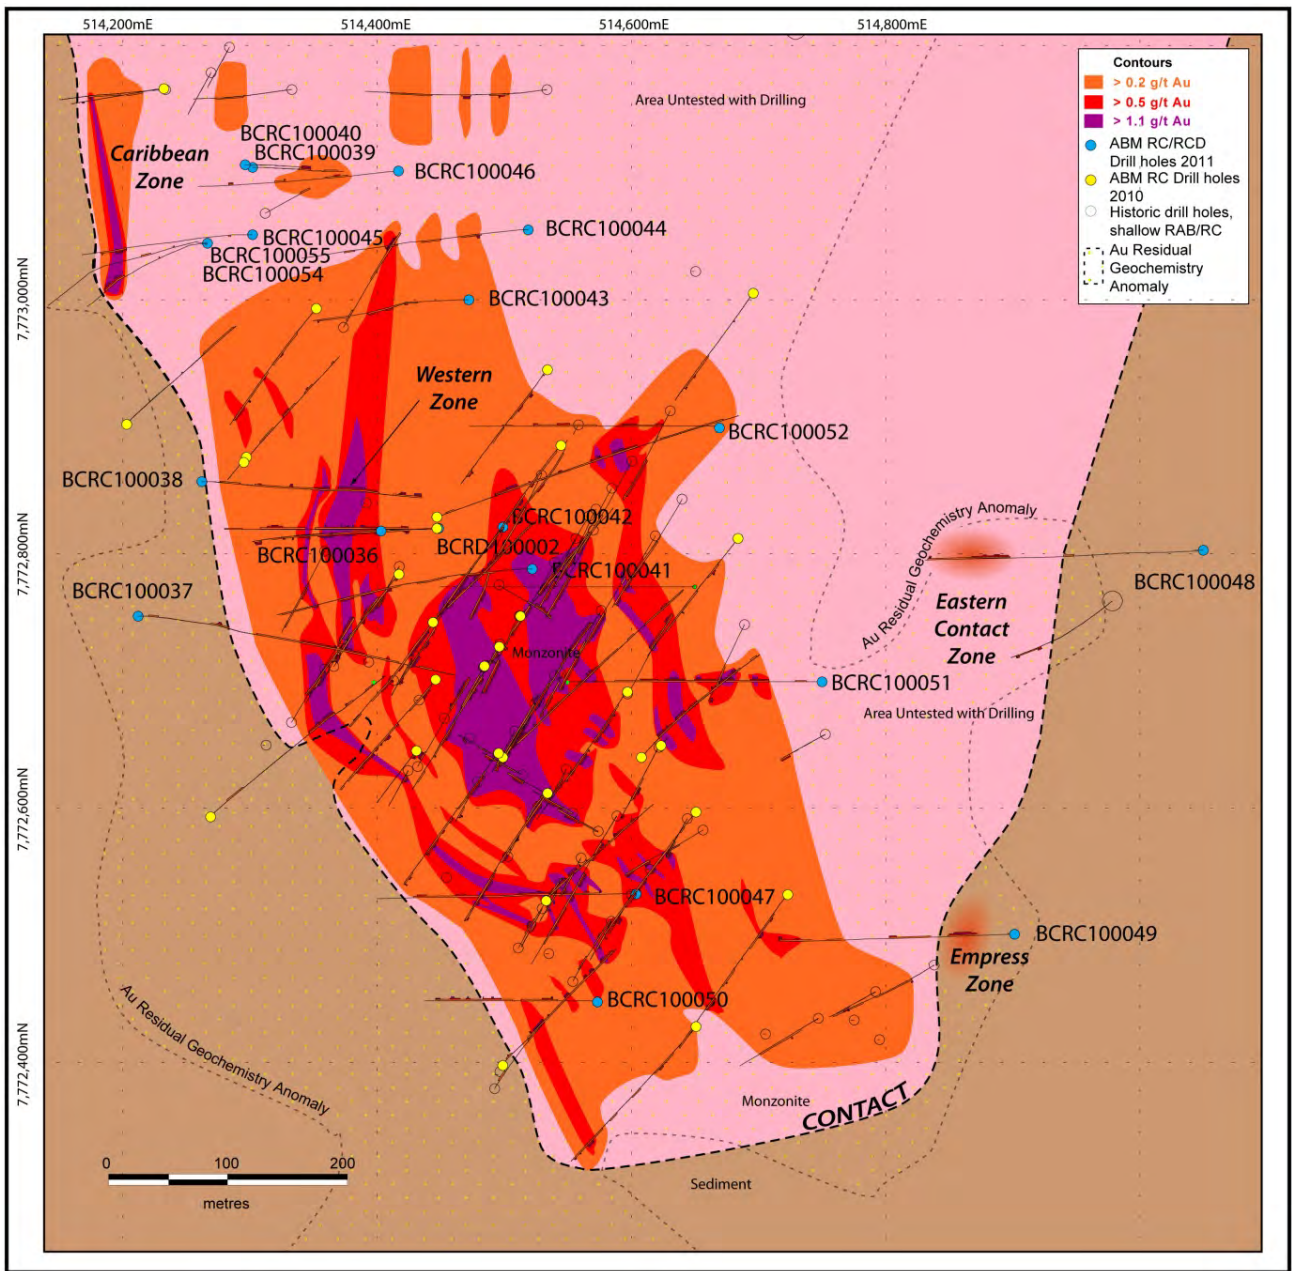 514,200mE
514,400mE
514,600mE
514,800mE
Contours
> 0.2 g/t Au
> 0.5 g/t Au
> 1.1 g/t Au
ABM RC/RCD
Drill holes 2011
ABM RC Drill holes
2010
Historic drill holes,
shallow RAB/RC
Au Residual
Geochemistry
Anomaly
Area Untested with Drilling
BCRC100040
BCRC100039
Caribbean
Zone
BCRC100046
BCRC100045
BCRC100044
BCRC100055
BCRC100054
7,773,000mN
BCRC100043
Western
Zone
BCRC100052
BCRC100038
BCRC100042
Au Residual Geochemistry Anomaly
7,772,800mN
BCRC100036
BCRD100002
BCRC100041
BCRC100048
BCRC100037
Eastern
Contact
Zone
Monzonite
BCRC100051
Area Untested with Drilling
7,772,600mN
BCRC100047
BCRC100049
Empress
Zone
BCRC100050
Au Residual Geochemistry Anomaly
7,772,400mN
Monzonite
CONTACT
0 100 200
metres
Sediment